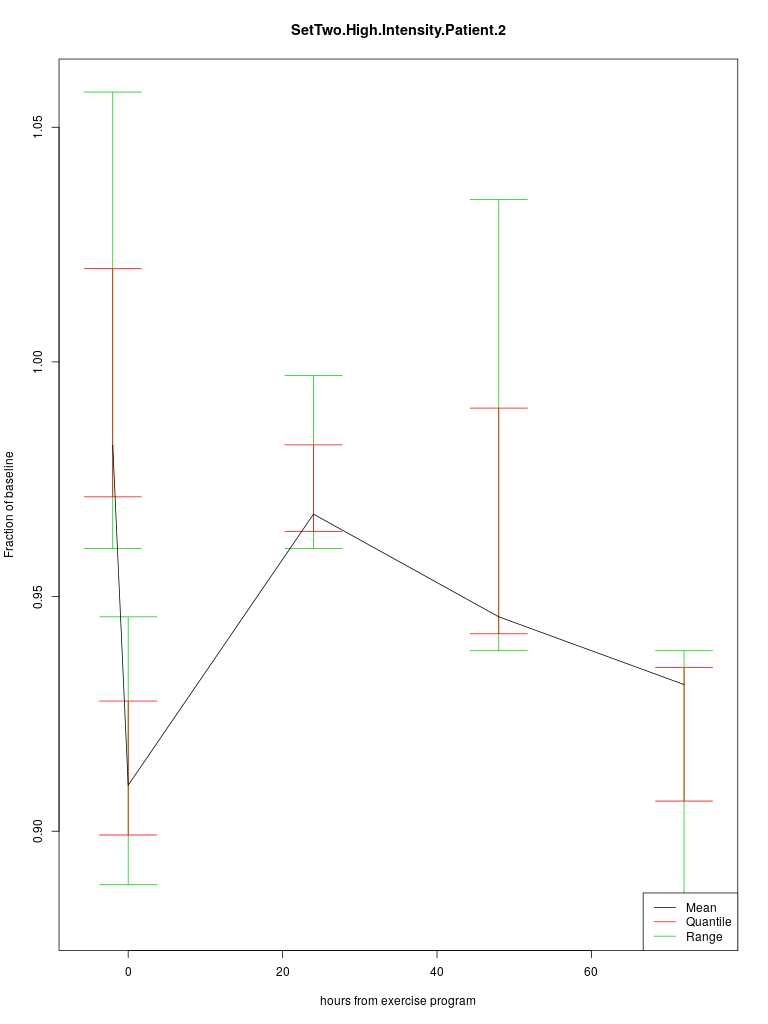 SetTwo.High.Intensity.Patient.2
Fraction of baseline
1.05
1.00
0.95
0.90
0
20
40
60
hours from exercise program
Mean
Quantile
Range